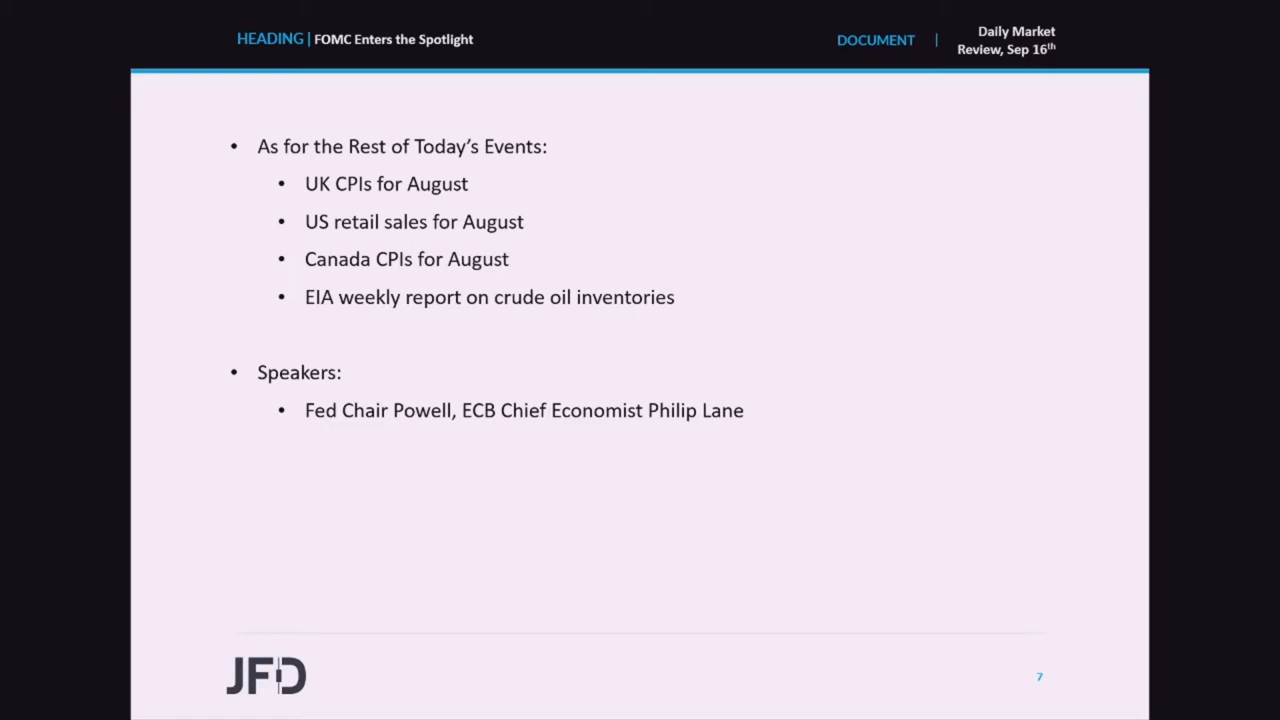 HEADING | FOMC Enters the Spotlight
DOCUMENT | Daily Market
Review, Sep 16th
• As for the Rest of Today’s Events:
• UK CPIs for August
• US retail sales for August
• Canada CPIs for August
• EIA weekly report on crude oil inventories
• Speakers:
• Fed Chair Powell, ECB Chief Economist Philip Lane
JFD
7